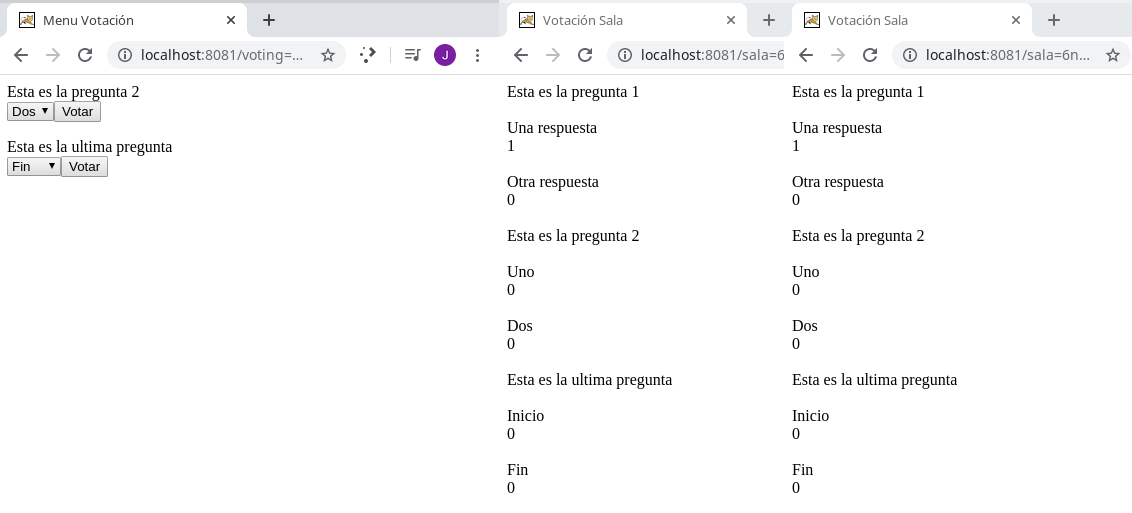 Menu Votación
localhost:8081/voting=...
J
Esta es la pregunta 2
Dos
Votar
Esta es la ultima pregunta
Fin
Votar
Votación Sala
localhost:8081/sala=6
Esta es la pregunta 1
Una respuesta
1
Otra respuesta
0
Esta es la pregunta 2
Uno
0
Dos
0
Esta es la ultima pregunta
Inicio
0
Fin
0
Votación Sala
localhost:8081/sala=6n...
Esta es la pregunta 1
Una respuesta
1
Otra respuesta
0
Esta es la pregunta 2
Uno
0
Dos
0
Esta es la ultima pregunta
Inicio
0
Fin
0